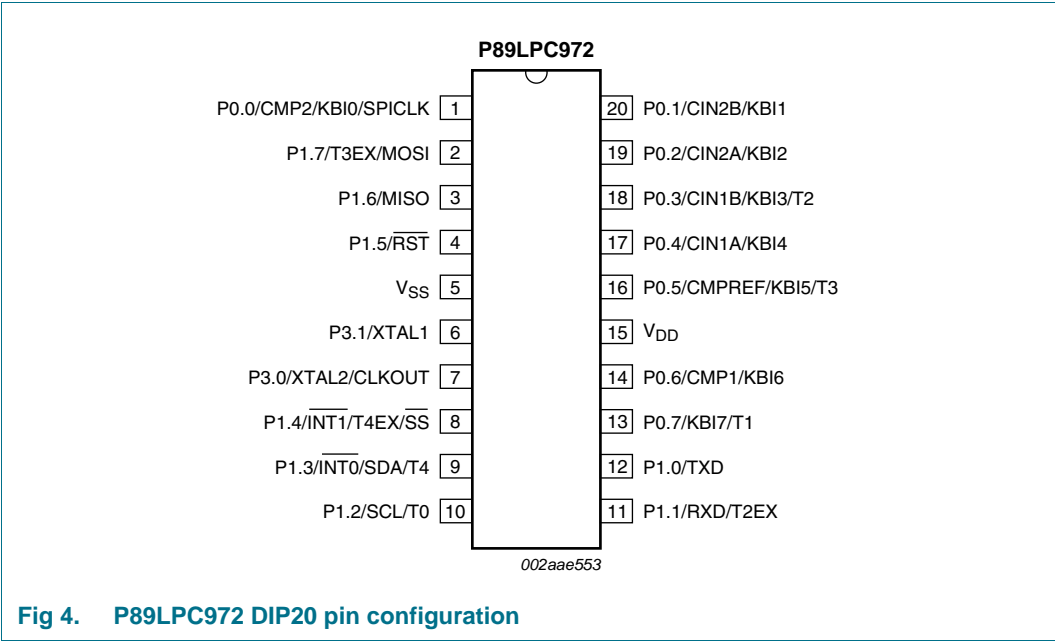 P89LPC972
P0.0/CMP2/KBI0/SPICLK 1 20 P0.1/CIN2B/KBI1
P1.7/T3EX/MOSI 2 19 P0.2/CIN2A/KBI2
P1.6/MISO 3 18 P0.3/CIN1B/KBI3/T2
P1.5/R̅S̅T̅ 4 17 P0.4/CIN1A/KBI4
VSS 5 16 P0.5/CMPREF/KBI5/T3
P3.1/XTAL1 6 15 VDD
P3.0/XTAL2/CLKOUT 7 14 P0.6/CMP1/KBI6
P1.4/I̅N̅T̅1̅/T4EX/S̅S̅ 8 13 P0.7/KBI7/T1
P1.3/I̅N̅T̅0̅/SDA/T4 9 12 P1.0/TXD
P1.2/SCL/T0 10 11 P1.1/RXD/T2EX
002aae553
Fig 4. P89LPC972 DIP20 pin configuration